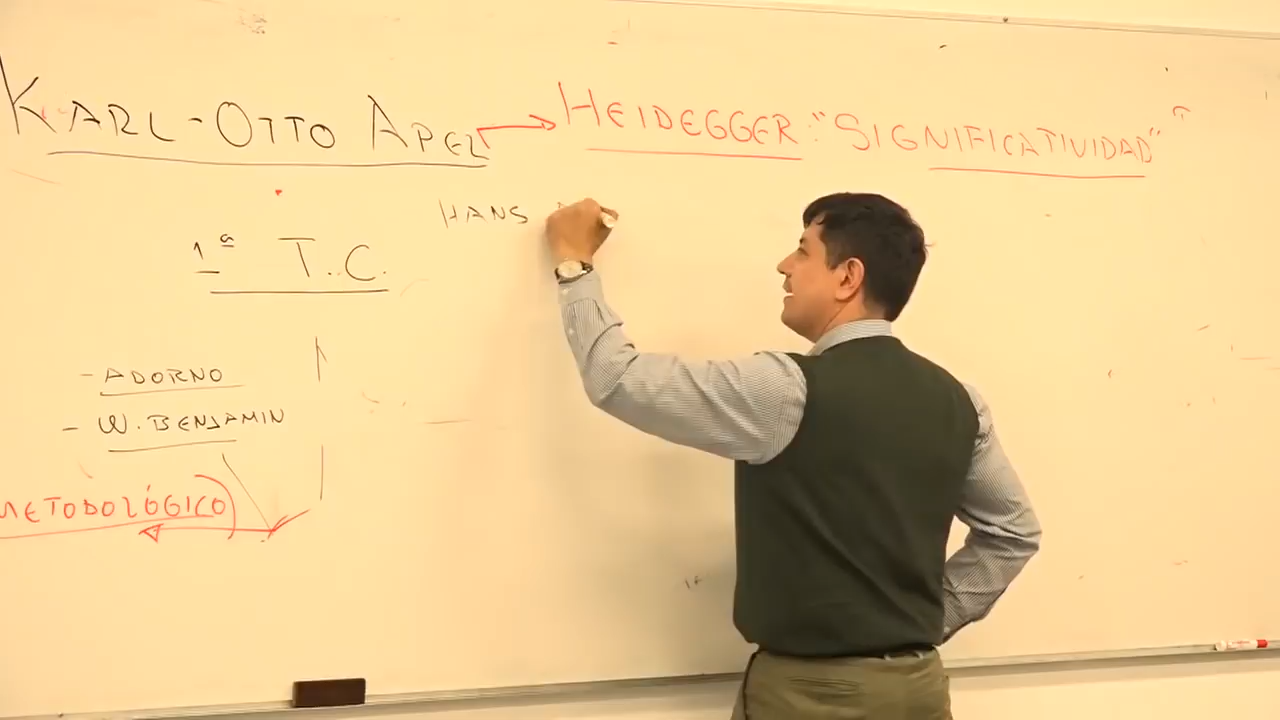 KARL-OTTO APEL → HEIDEGGER: "SIGNIFICATIVIDAD"
HANS
1ª T.C.
- ADORNO
- W. BENJAMIN
METODOLÓGICO)